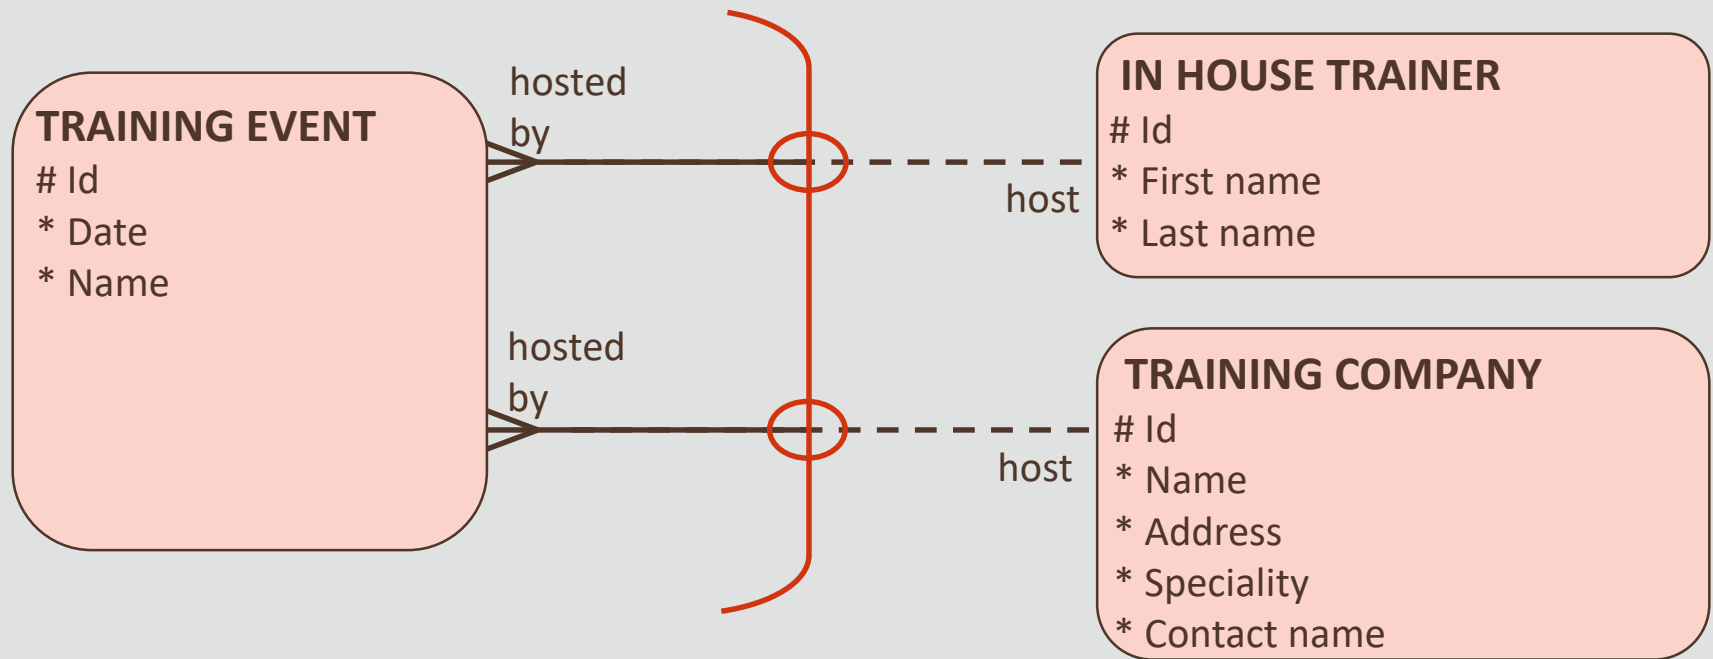 TRAINING EVENT
# Id
* Date
* Name
hosted
by
host
hosted
by
host
IN HOUSE TRAINER
# Id
* First name
* Last name
TRAINING COMPANY
# Id
* Name
* Address
* Speciality
* Contact name